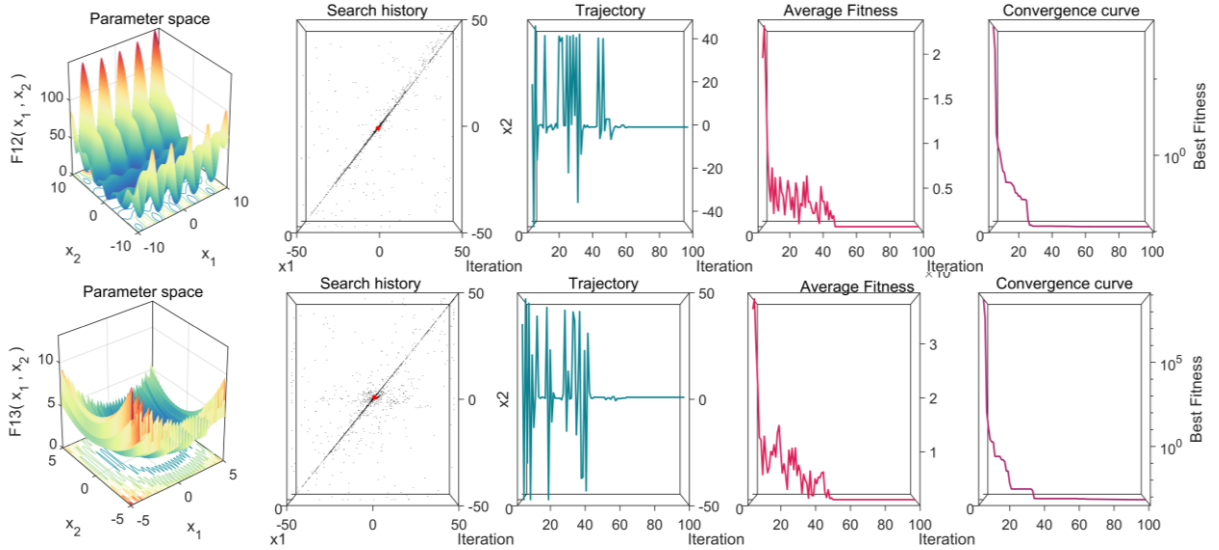 Parameter space
Search history
Trajectory
Average Fitness
Convergence curve
F12( x1 , x2 )
100
50
0
10
0
-10
x2
-10
0
10
x1
50
0
-50
50
0
x1
x2
40
20
0
-20
-40
0
20
40
60
80
100
Iteration
2
1.5
1
0.5
0
20
40
60
80
100
Iteration
10^0
Best Fitness
0
20
40
60
80
100
Iteration
Parameter space
Search history
Trajectory
Average Fitness
Convergence curve
F13( x1 , x2 )
10
5
0
5
0
-5
x2
-5
0
5
x1
50
0
-50
-50
0
50
x1
x2
50
0
-50
0
20
40
60
80
100
Iteration
3
2
1
0
20
40
60
80
100
Iteration
10^5
10^0
Best Fitness
20
40
60
80
100
Iteration